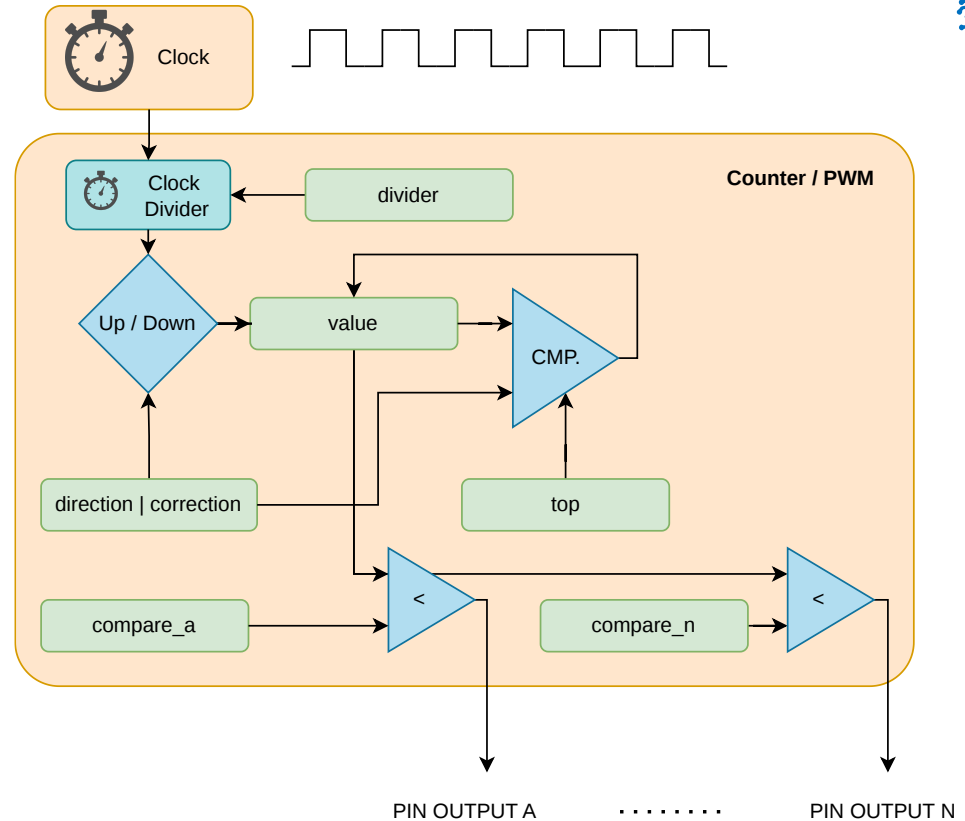 Clock
Counter / PWM
Clock
Divider
divider
Up / Down
value
CMP.
direction | correction
top
<
<
compare_a
compare_n
PIN OUTPUT A
. . . . . . . .
PIN OUTPUT N